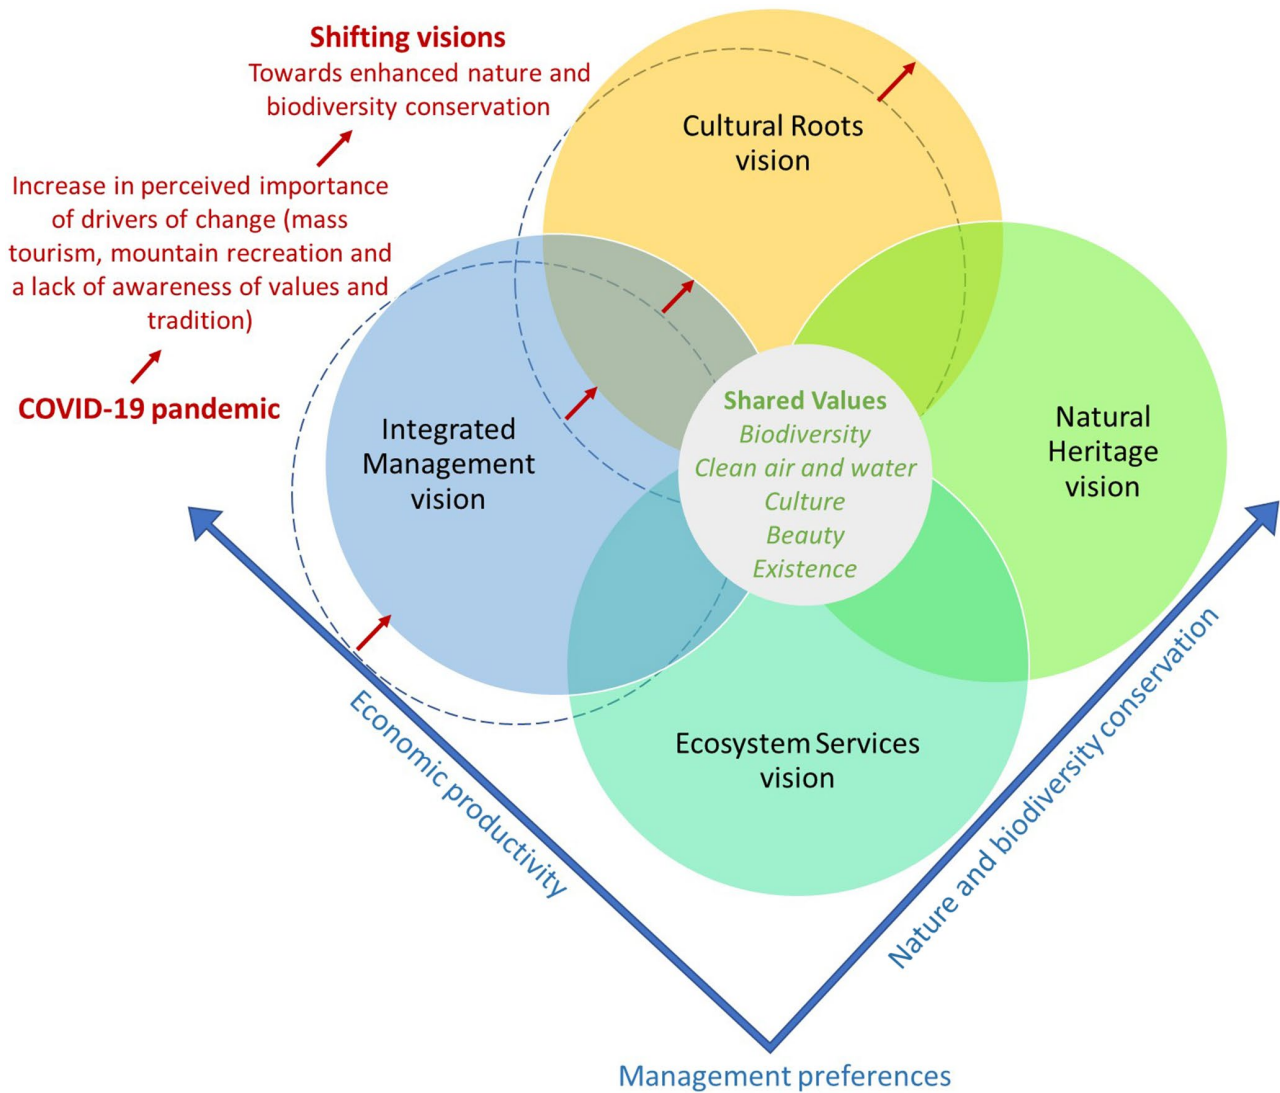 Shifting visions
Towards enhanced nature and
biodiversity conservation
Increase in perceived importance
of drivers of change (mass
tourism, mountain recreation and
a lack of awareness of values and
tradition)
COVID-19 pandemic
Cultural Roots
vision
Integrated
Management
vision
Shared Values
Biodiversity
Clean air and water
Culture
Beauty
Existence
Natural
Heritage
vision
Ecosystem Services
vision
Economic productivity
Nature and biodiversity conservation
Management preferences